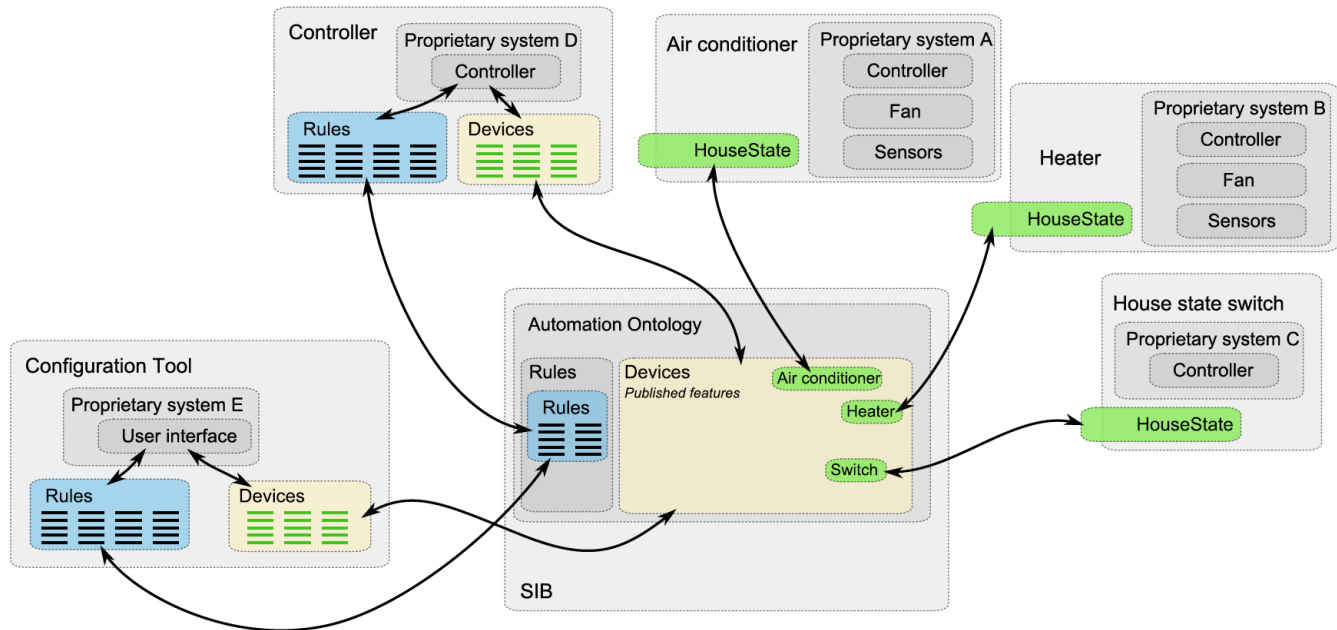 Controller
Proprietary system D
Controller
Rules
Devices
Air conditioner
Proprietary system A
Controller
Fan
Sensors
HouseState
Heater
Proprietary system B
Controller
Fan
Sensors
HouseState
House state switch
Proprietary system C
Controller
HouseState
Configuration Tool
Proprietary system E
User interface
Rules
Devices
Automation Ontology
Rules
Rules
Devices
Published features
Air conditioner
Heater
Switch
SIB